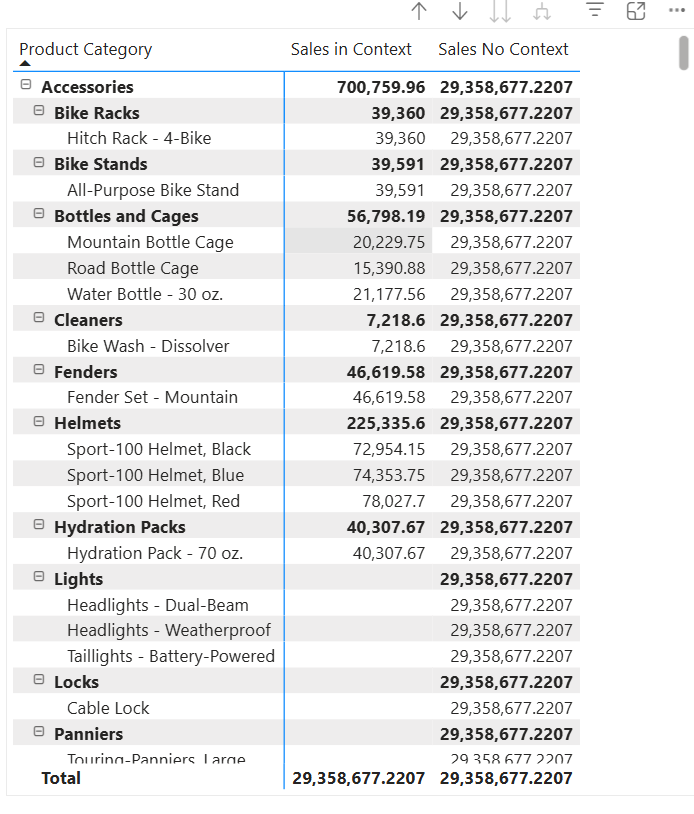 Product Category Sales in Context Sales No Context
Accessories 700,759.96 29,358,677.2207
Bike Racks 39,360 29,358,677.2207
Hitch Rack - 4-Bike 39,360 29,358,677.2207
Bike Stands 39,591 29,358,677.2207
All-Purpose Bike Stand 39,591 29,358,677.2207
Bottles and Cages 56,798.19 29,358,677.2207
Mountain Bottle Cage 20,229.75 29,358,677.2207
Road Bottle Cage 15,390.88 29,358,677.2207
Water Bottle - 30 oz. 21,177.56 29,358,677.2207
Cleaners 7,218.6 29,358,677.2207
Bike Wash - Dissolver 7,218.6 29,358,677.2207
Fenders 46,619.58 29,358,677.2207
Fender Set - Mountain 46,619.58 29,358,677.2207
Helmets 225,335.6 29,358,677.2207
Sport-100 Helmet, Black 72,954.15 29,358,677.2207
Sport-100 Helmet, Blue 74,353.75 29,358,677.2207
Sport-100 Helmet, Red 78,027.7 29,358,677.2207
Hydration Packs 40,307.67 29,358,677.2207
Hydration Pack - 70 oz. 40,307.67 29,358,677.2207
Lights 29,358,677.2207
Headlights - Dual-Beam 29,358,677.2207
Headlights - Weatherproof 29,358,677.2207
Taillights - Battery-Powered 29,358,677.2207
Locks 29,358,677.2207
Cable Lock 29,358,677.2207
Panniers 29,358,677.2207
Touring-Panniers, Large 29,358,677.2207
Total 29,358,677.2207 29,358,677.2207